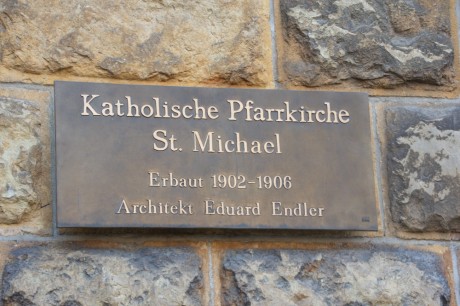 Katholische Pfarrkirche
St. Michael
Erbaut 1902-1906
Architekt Eduard Endler